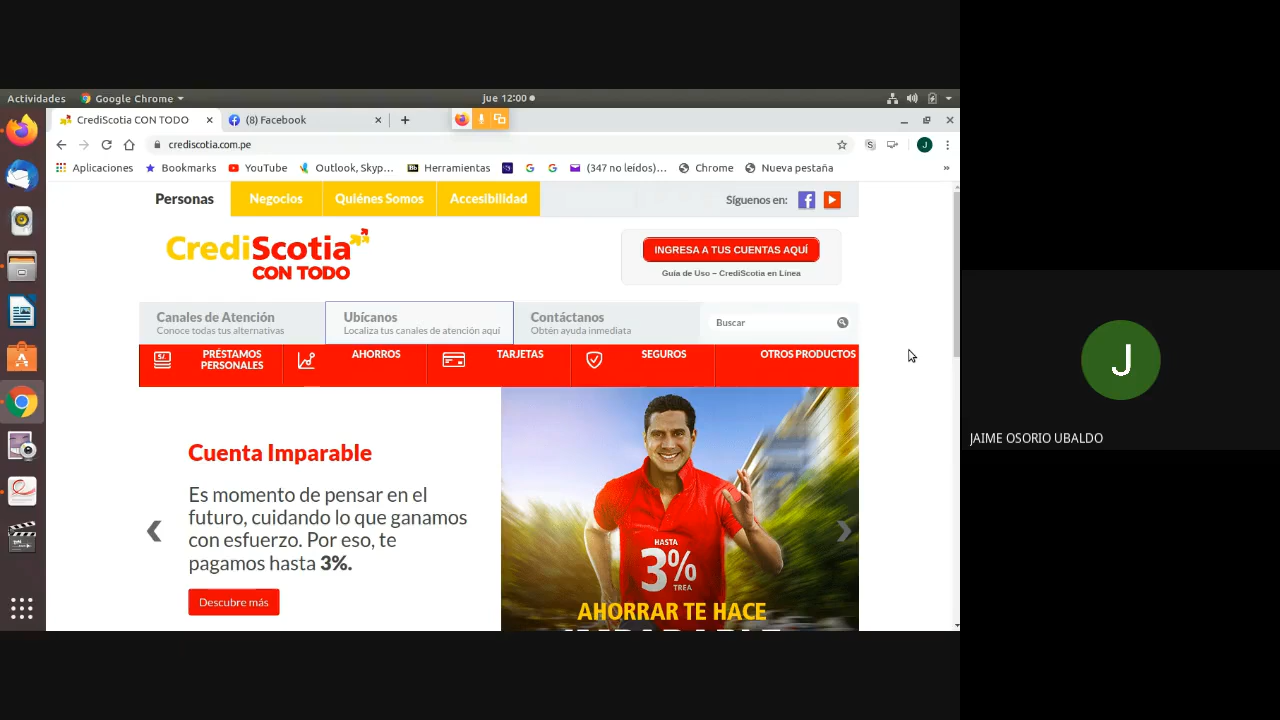 Actividades
Google Chrome
jue 12:00
CrediScotia CON TODO
(8) Facebook
crediscotia.com.pe
J
Aplicaciones
Bookmarks
YouTube
Outlook, Skyp...
Herramientas
(347 no leídos)...
Chrome
Nueva pestaña
»
Personas
Negocios
Quiénes Somos
Accesibilidad
Síguenos en:
CrediScotia
CON TODO
INGRESA A TUS CUENTAS AQUÍ
Guía de Uso – CrediScotia en Línea
Canales de Atención
Conoce todas tus alternativas
Ubícanos
Localiza tus canales de atención aquí
Contáctanos
Obtén ayuda inmediata
Buscar
PRÉSTAMOS
PERSONALES
AHORROS
TARJETAS
SEGUROS
OTROS PRODUCTOS
Cuenta Imparable
Es momento de pensar en el
futuro, cuidando lo que ganamos
con esfuerzo. Por eso, te
pagamos hasta 3%.
Descubre más
HASTA
3%
TREA
AHORRAR TE HACE
J
JAIME OSORIO UBALDO